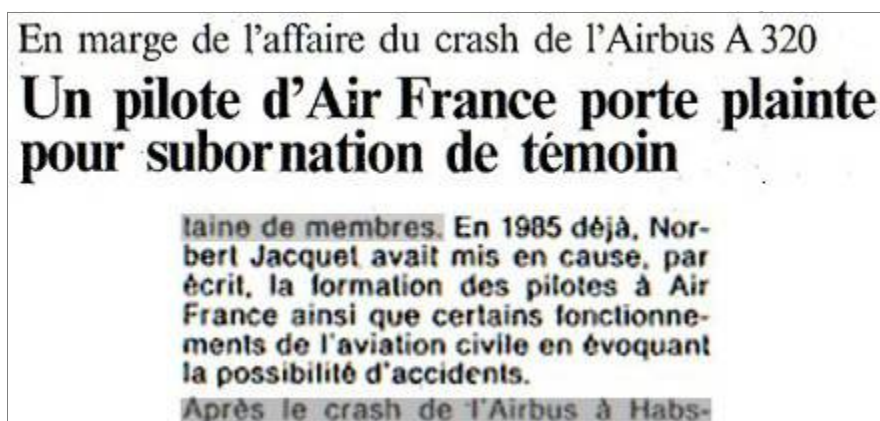 En marge de l'affaire du crash de l'Airbus A 320
Un pilote d'Air France porte plainte
pour subornation de témoin
taine de membres. En 1985 déjà, Nor-
bert Jacquet avait mis en cause, par
écrit, la formation des pilotes à Air
France ainsi que certains fonctionne-
ments de l'aviation civile en évoquant
la possibilité d'accidents.
Après le crash de l'Airbus à Habs-